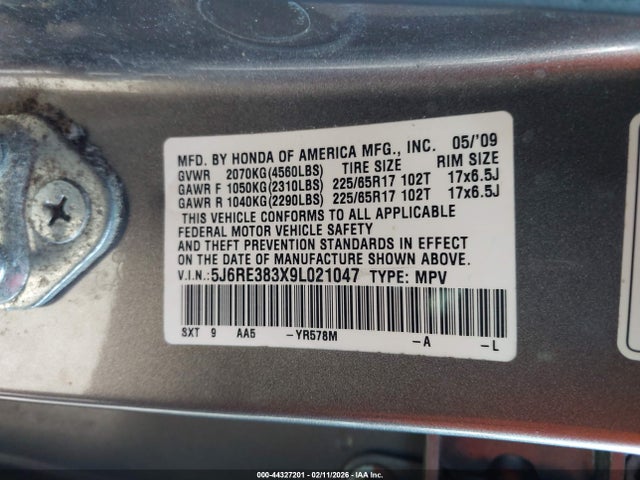 MFD. BY HONDA OF AMERICA MFG., INC. 05/'09
GVWR 2070KG(4560LBS) TIRE SIZE RIM SIZE
GAWR F 1050KG(2310LBS) 225/65R17 102T 17x6.5J
GAWR R 1040KG(2290LBS) 225/65R17 102T 17x6.5J
THIS VEHICLE CONFORMS TO ALL APPLICABLE
FEDERAL MOTOR VEHICLE SAFETY
AND THEFT PREVENTION STANDARDS IN EFFECT
ON THE DATE OF MANUFACTURE SHOWN ABOVE.
V.I.N.:5J6RE383X9L021047 TYPE: MPV
SXT 9 AA5 -YR578M -A -L
000-44327201 - 02/11/2026 - IAA Inc.